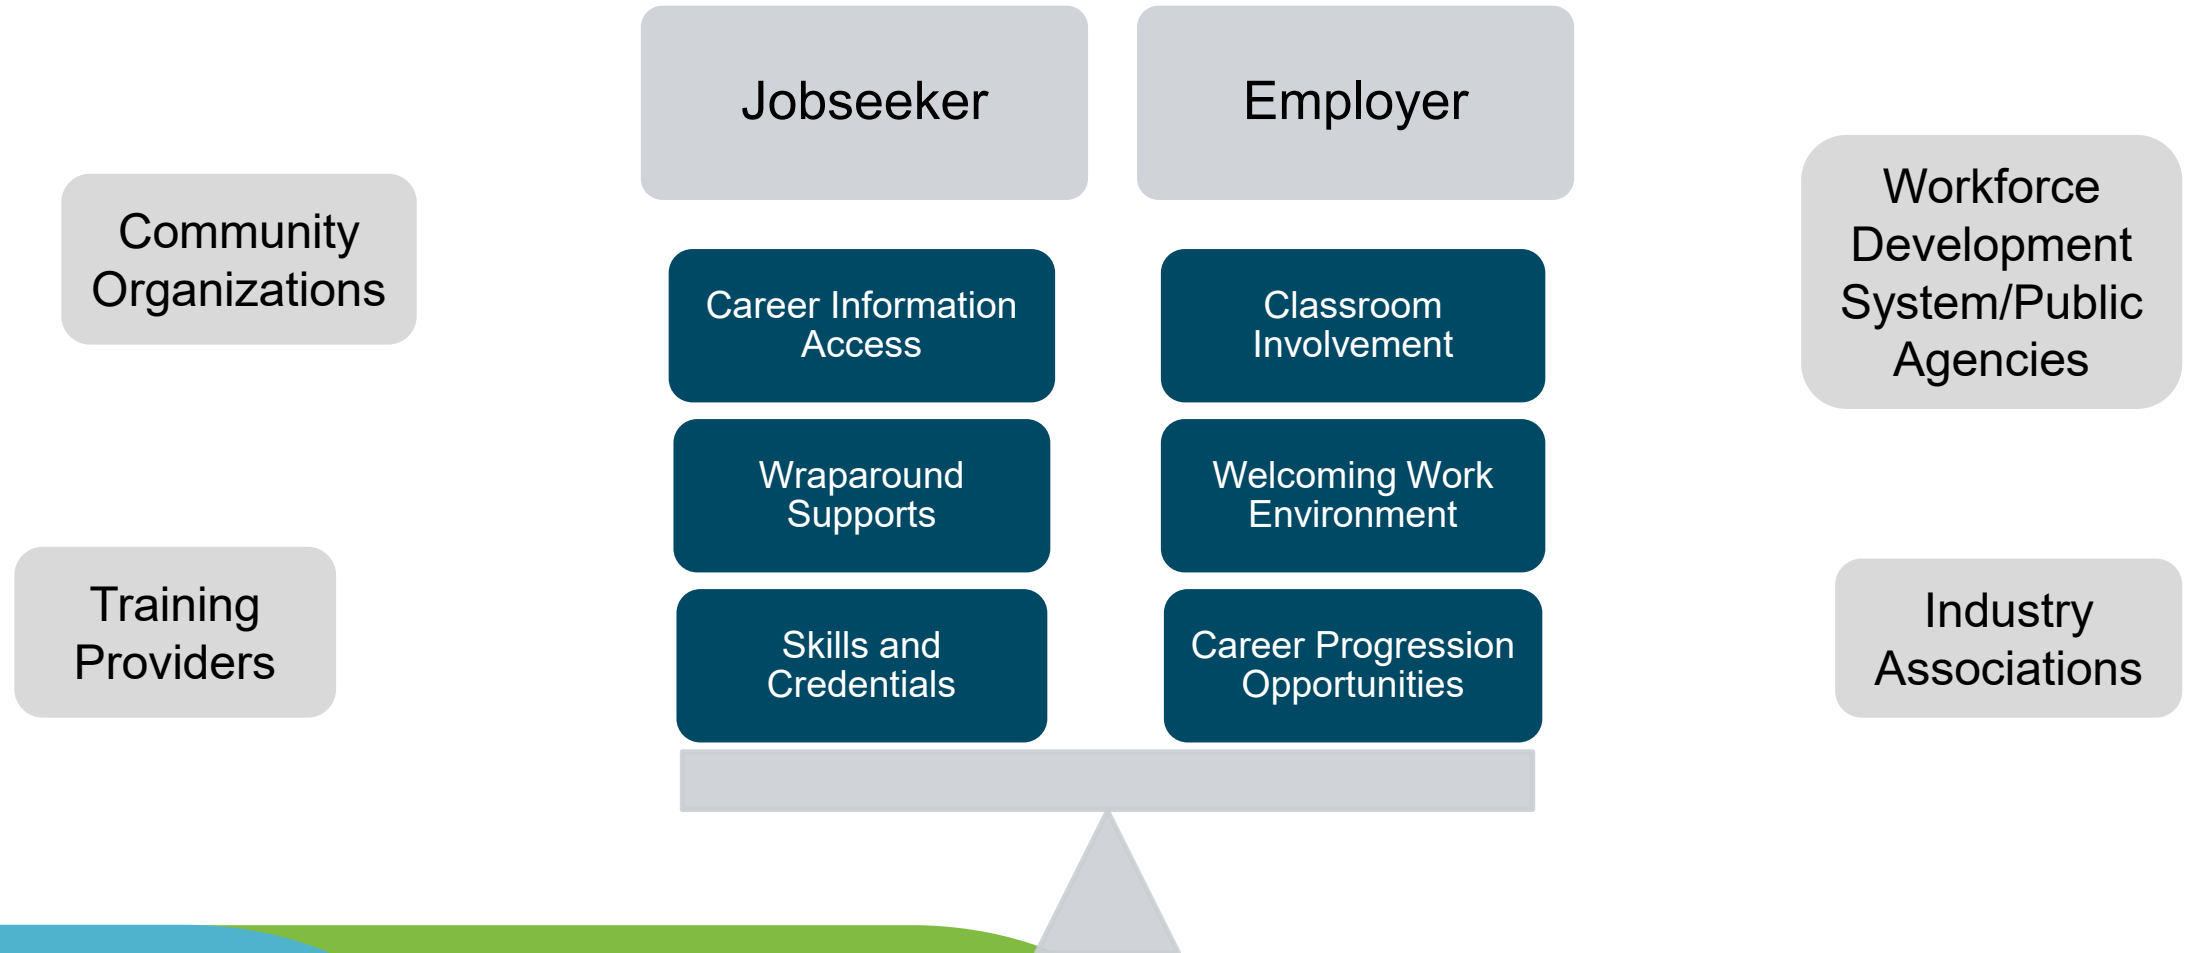 Jobseeker
Employer
Community
Organizations
Workforce
Development
System/Public
Agencies
Career Information
Access
Classroom
Involvement
Wraparound
Supports
Welcoming Work
Environment
Training
Providers
Skills and
Credentials
Career Progression
Opportunities
Industry
Associations